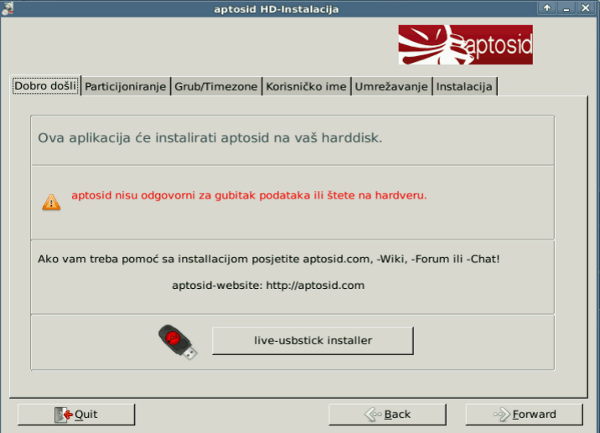 aptosid HD-Instalacija
aptosid
Dobro došli Particijoniranje Grub/Timezone Korisničko ime Umrežavanje Instalacija
Ova aplikacija će instalirati aptosid na vaš harddisk.
aptosid nisu odgovorni za gubitak podataka ili štete na hardveru.
Ako vam treba pomoć sa installacijom posjetite aptosid.com, -Wiki, -Forum ili -Chat!
aptosid-website: http://aptosid.com
live-usbstick installer
Quit Back Forward